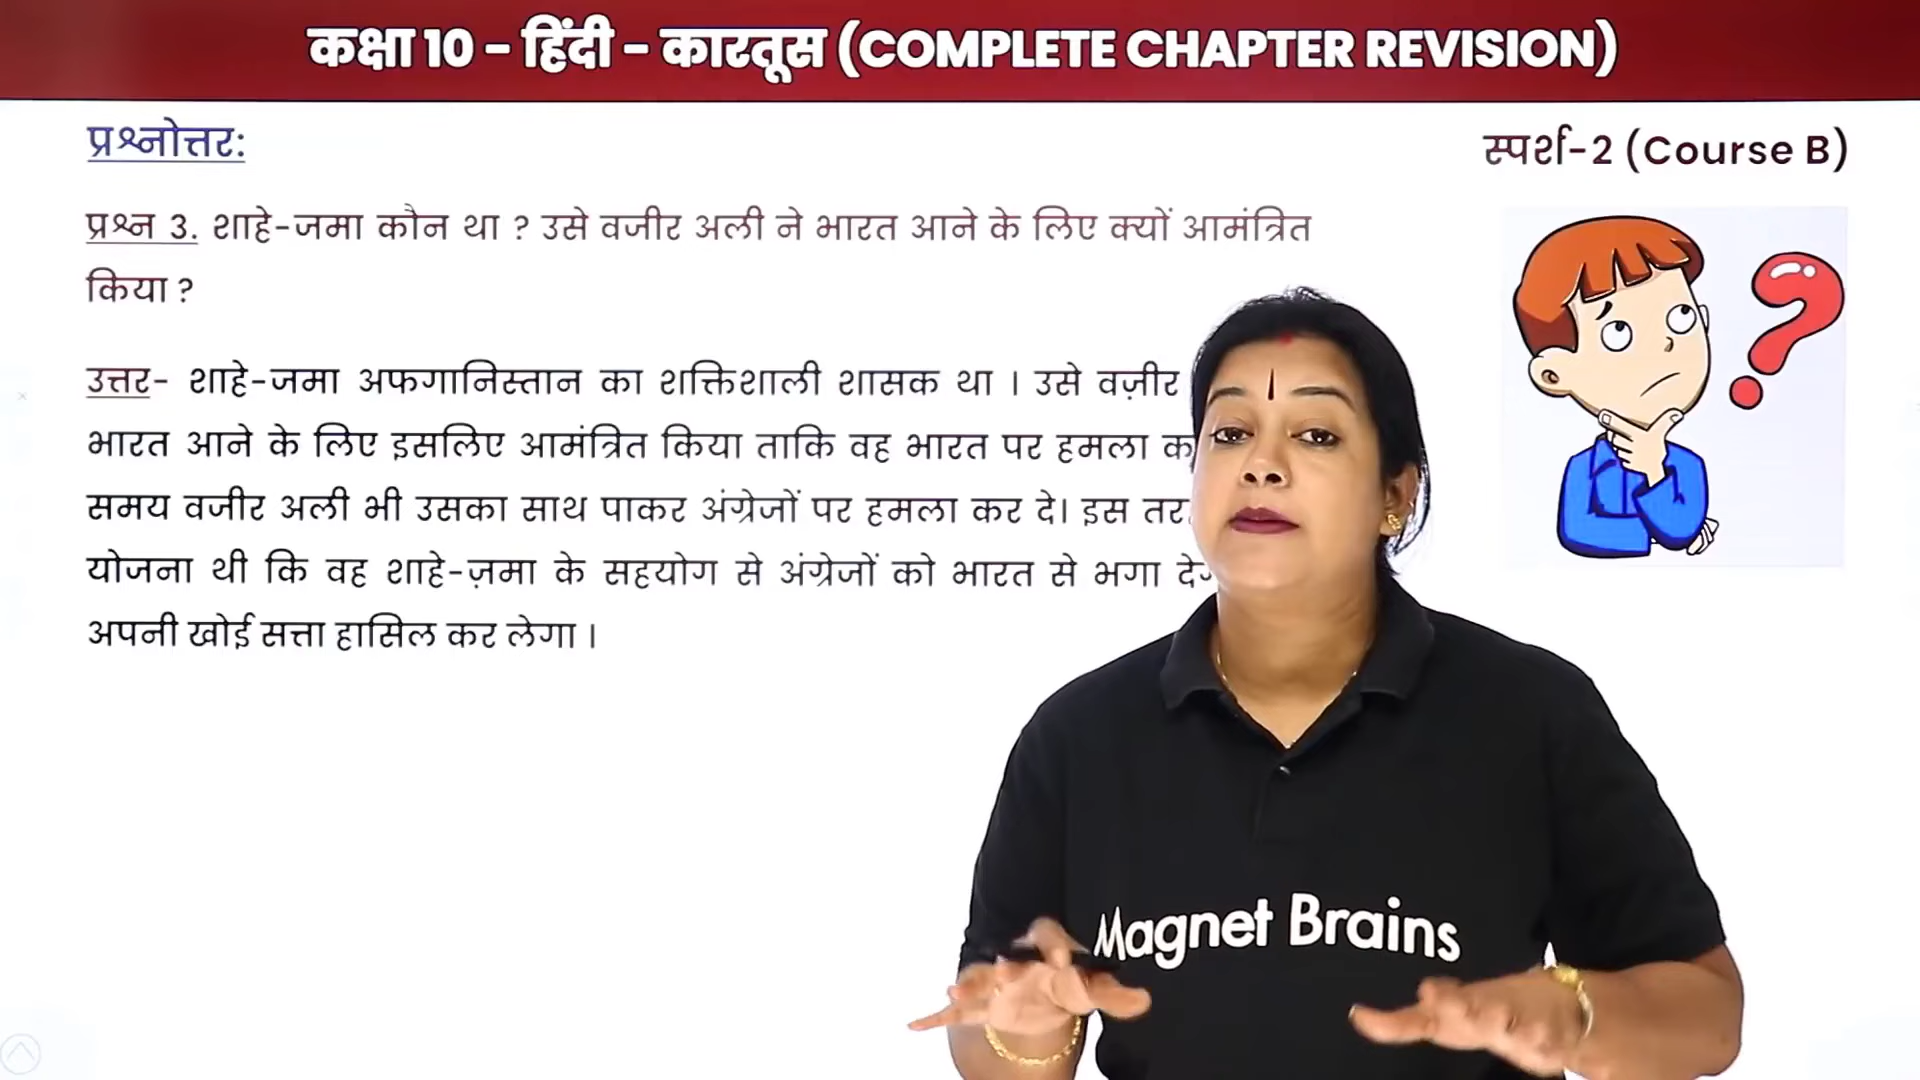 कक्षा 10 - हिंदी - कारतूस (COMPLETE CHAPTER REVISION)
प्रश्नोत्तर:
स्पर्श-2 (Course B)
प्रश्न 3. शाहे-जमा कौन था ? उसे वजीर अली ने भारत आने के लिए क्यों आमंत्रित
किया ?
उत्तर- शाहे-जमा अफगानिस्तान का शक्तिशाली शासक था । उसे वज़ीर
भारत आने के लिए इसलिए आमंत्रित किया ताकि वह भारत पर हमला
समय वजीर अली भी उसका साथ पाकर अंग्रेजों पर हमला कर दे। इस
योजना थी कि वह शाहे-ज़मा के सहयोग से अंग्रेजों को भारत से भगा
अपनी खोई सत्ता हासिल कर लेगा ।
Magnet Brains